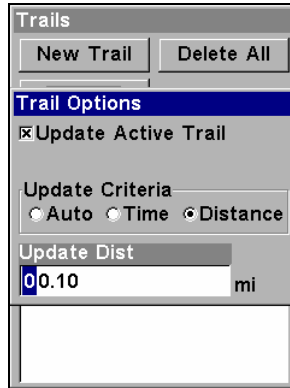 Trails
New Trail Delete All
Trail Options
Update Active Trail
Update Criteria
Auto Time Distance
Update Dist
00.10 mi